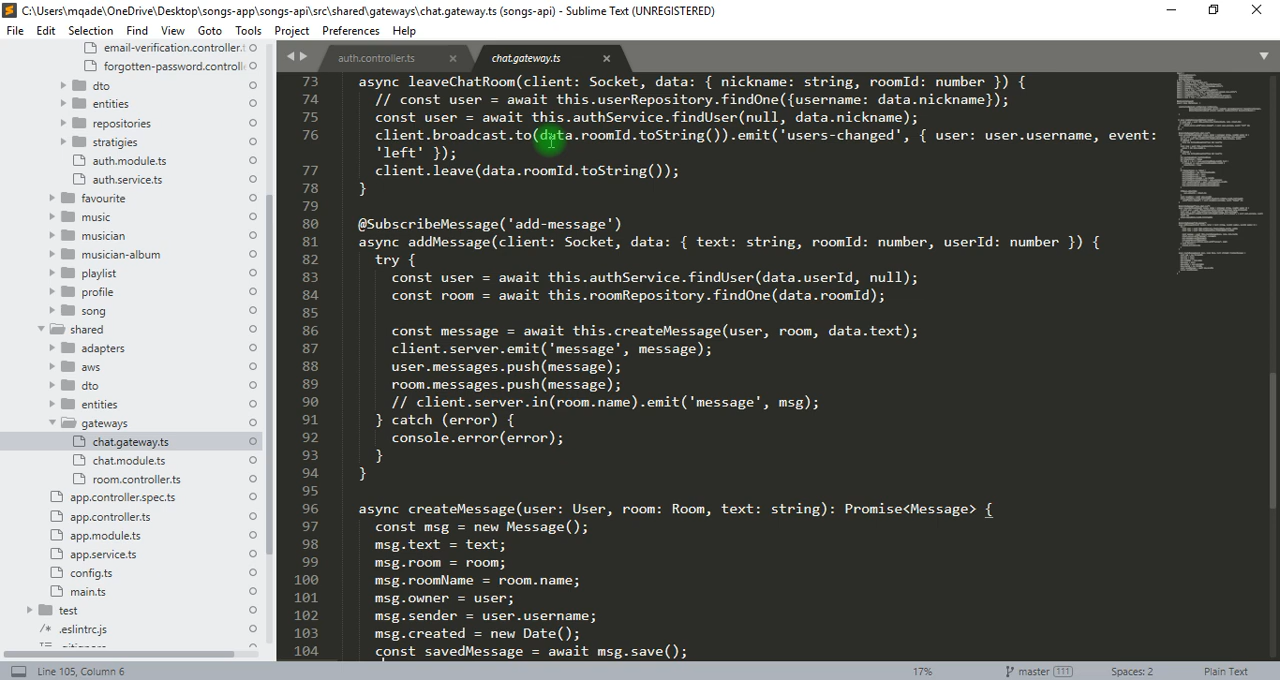 C:\Users\mqade\OneDrive\Desktop\songs-app\songs-api\src\shared\gateways\chat.gateway.ts (songs-api) - Sublime Text (UNREGISTERED)
File Edit Selection Find View Goto Tools Project Preferences Help
email-verification.controller.t
forgotten-password.controll
dto
entities
repositories
stratigies
auth.module.ts
auth.service.ts
favourite
music
musician
musician-album
playlist
profile
song
shared
adapters
aws
dto
entities
gateways
chat.gateway.ts
chat.module.ts
room.controller.ts
app.controller.spec.ts
app.controller.ts
app.module.ts
app.service.ts
config.ts
main.ts
test
.eslintrc.js
auth.controller.ts chat.gateway.ts
73 async leaveChatRoom(client: Socket, data: { nickname: string, roomId: number }) {
74 // const user = await this.userRepository.findOne({username: data.nickname});
75 const user = await this.authService.findUser(null, data.nickname);
76 client.broadcast.to(data.roomId.toString()).emit('users-changed', { user: user.username, event:
'left' });
77 client.leave(data.roomId.toString());
78 }
79
80 @SubscribeMessage('add-message')
81 async addMessage(client: Socket, data: { text: string, roomId: number, userId: number }) {
82 try {
83 const user = await this.authService.findUser(data.userId, null);
84 const room = await this.roomRepository.findOne(data.roomId);
85
86 const message = await this.createMessage(user, room, data.text);
87 client.server.emit('message', message);
88 user.messages.push(message);
89 room.messages.push(message);
90 // client.server.in(room.name).emit('message', msg);
91 } catch (error) {
92 console.error(error);
93 }
94 }
95
96 async createMessage(user: User, room: Room, text: string): Promise<Message> {
97 const msg = new Message();
98 msg.text = text;
99 msg.room = room;
100 msg.roomName = room.name;
101 msg.owner = user;
102 msg.sender = user.username;
103 msg.created = new Date();
104 const savedMessage = await msg.save();
Line 105, Column 6 17% master 111 Spaces: 2 Plain Text